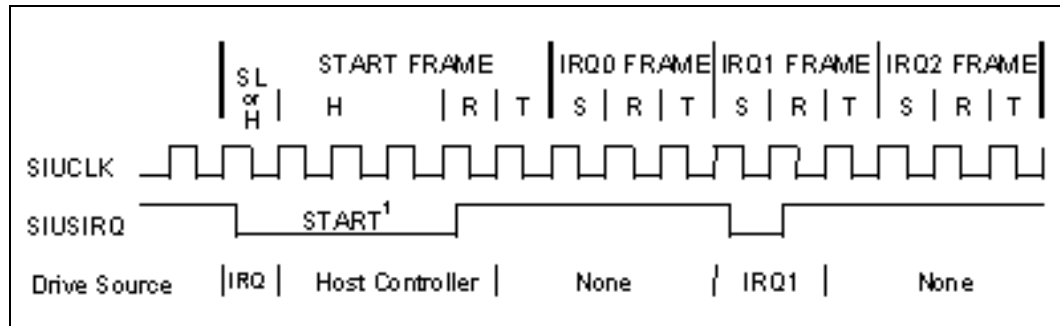 START FRAME
IRQ0 FRAME
IRQ1 FRAME
IRQ2 FRAME
SL
or
H
H
R
T
S
R
T
S
R
T
S
R
T
SIUCLK
SIUSIRQ
START1
Drive Source
IRQ
Host Controller
None
IRQ1
None